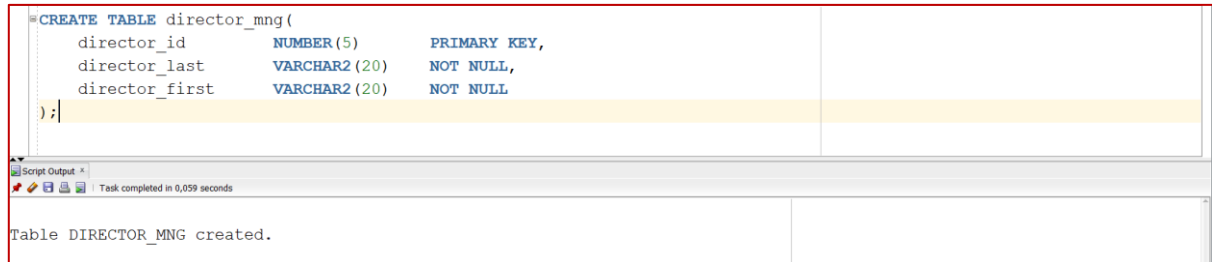 CREATE TABLE director_mng(
director_id NUMBER(5) PRIMARY KEY,
director_last VARCHAR2(20) NOT NULL,
director_first VARCHAR2(20) NOT NULL
);
Script Output ×
Task completed in 0,059 seconds
Table DIRECTOR_MNG created.